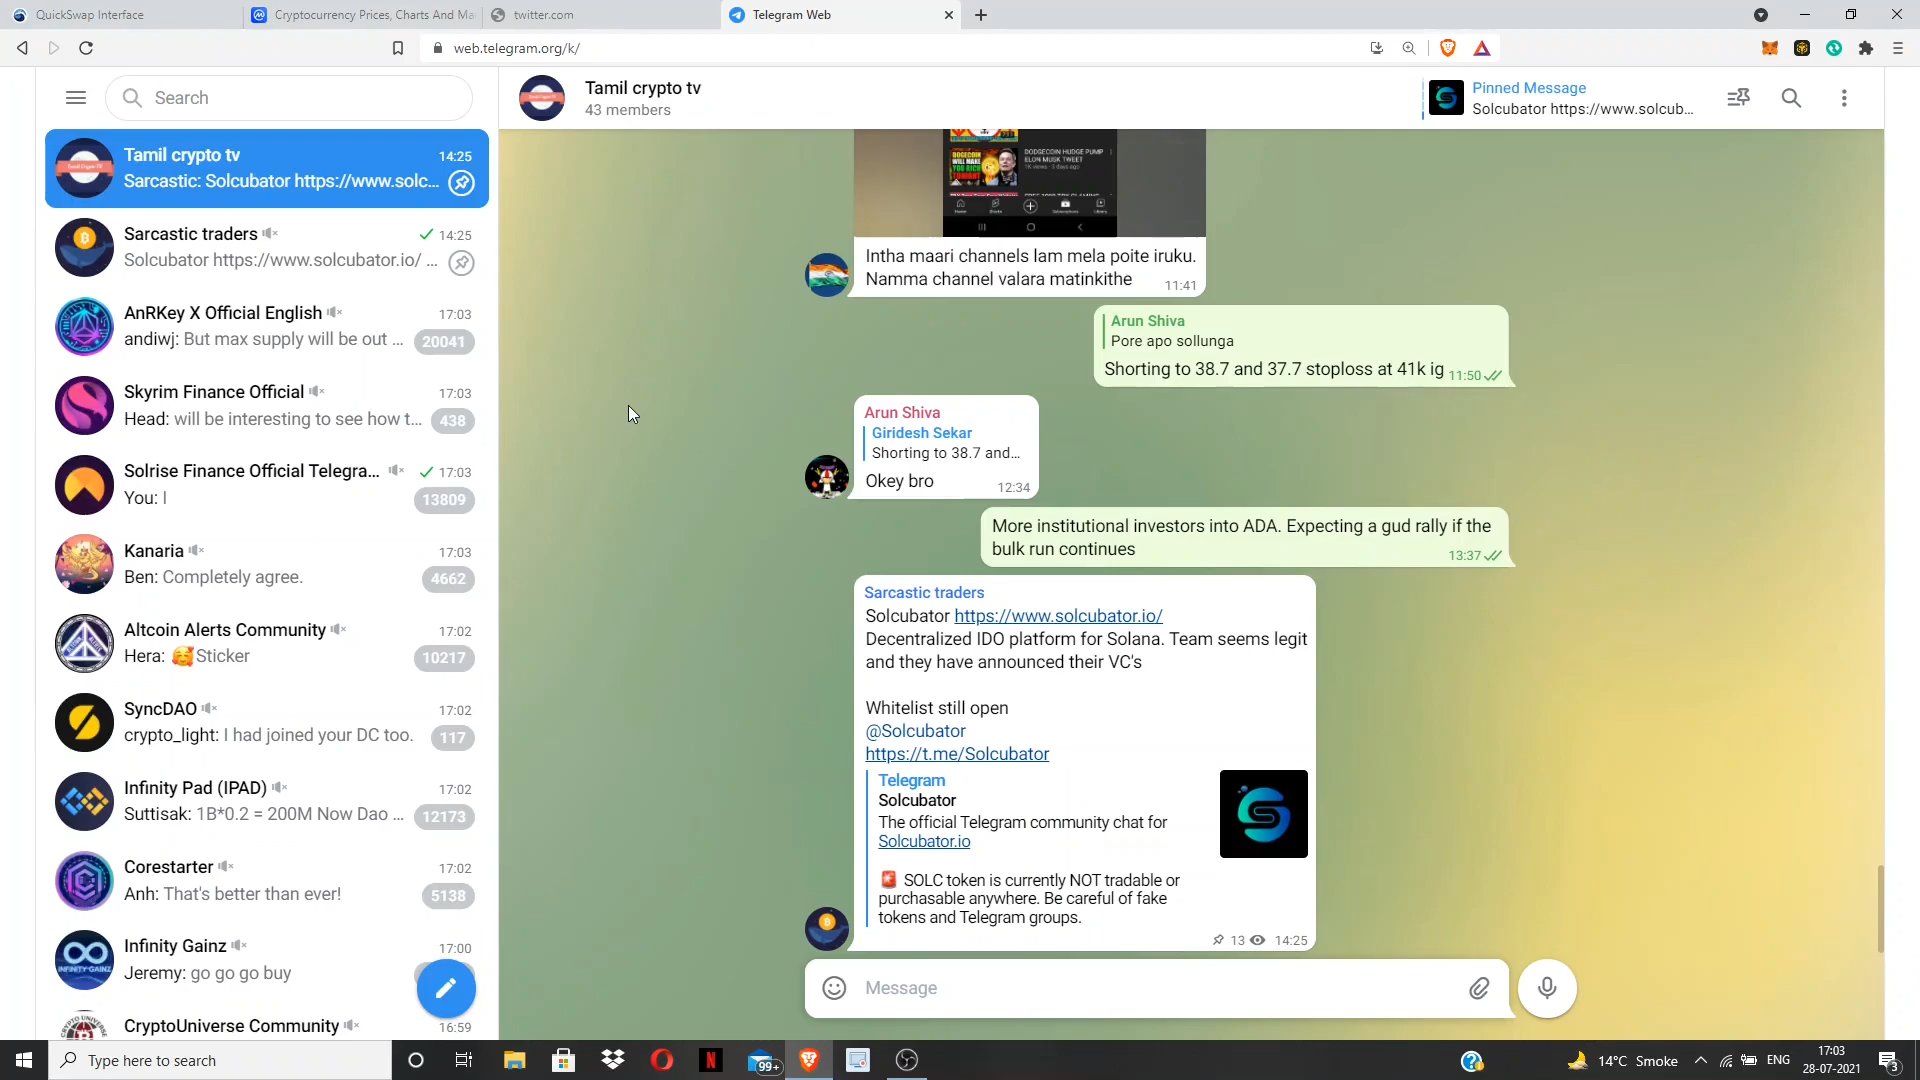 QuickSwap Interface
Cryptocurrency Prices, Charts And Ma
twitter.com
Telegram Web
web.telegram.org/k/
Search
Tamil crypto tv
14:25
Sarcastic: Solcubator https://www.solc...
Sarcastic traders
14:25
Solcubator https://www.solcubator.io/ ...
AnRKey X Official English
17:03
andiwj: But max supply will be out ...
20041
Skyrim Finance Official
17:03
Head: will be interesting to see how t...
438
Solrise Finance Official Telegra...
17:03
You: I
13809
Kanaria
17:03
Ben: Completely agree.
4662
Altcoin Alerts Community
17:02
Hera: 🥰 Sticker
10217
SyncDAO
17:02
crypto_light: I had joined your DC too.
117
Infinity Pad (IPAD)
17:02
Suttisak: 1B*0.2 = 200M Now Dao ...
12173
Corestarter
17:02
Anh: That's better than ever!
5138
Infinity Gainz
17:00
Jeremy: go go go buy
INFINITY-GAINZ
CryptoUniverse Community
16:59
Tamil crypto tv
43 members
Pinned Message
Solcubator https://www.solcub...
DOGECOIN HUDGE PUMP
ELON MUSK TWEET
DOGECOIN
WILL MAKE
Intha maari channels lam mela poite iruku.
Namma channel valara matinkithe
11:41
Arun Shiva
Pore apo sollunga
Shorting to 38.7 and 37.7 stoploss at 41k ig
11:50
Arun Shiva
Giridesh Sekar
Shorting to 38.7 and...
Okey bro
12:34
More institutional investors into ADA. Expecting a gud rally if the
bulk run continues
13:37
Sarcastic traders
Solcubator https://www.solcubator.io/
Decentralized IDO platform for Solana. Team seems legit
and they have announced their VC's
Whitelist still open
@Solcubator
https://t.me/Solcubator
Telegram
Solcubator
The official Telegram community chat for
Solcubator.io
🚨 SOLC token is currently NOT tradable or
purchasable anywhere. Be careful of fake
tokens and Telegram groups.
13
14:25
Message
Type here to search
99+
14°C Smoke
ENG
17:03
28-07-2021
3